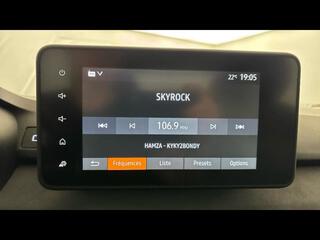 22°C 19:05
SKYROCK
106.9 MHz
HAMZA - KYKY2BONDY
Fréquences Liste Presets Options